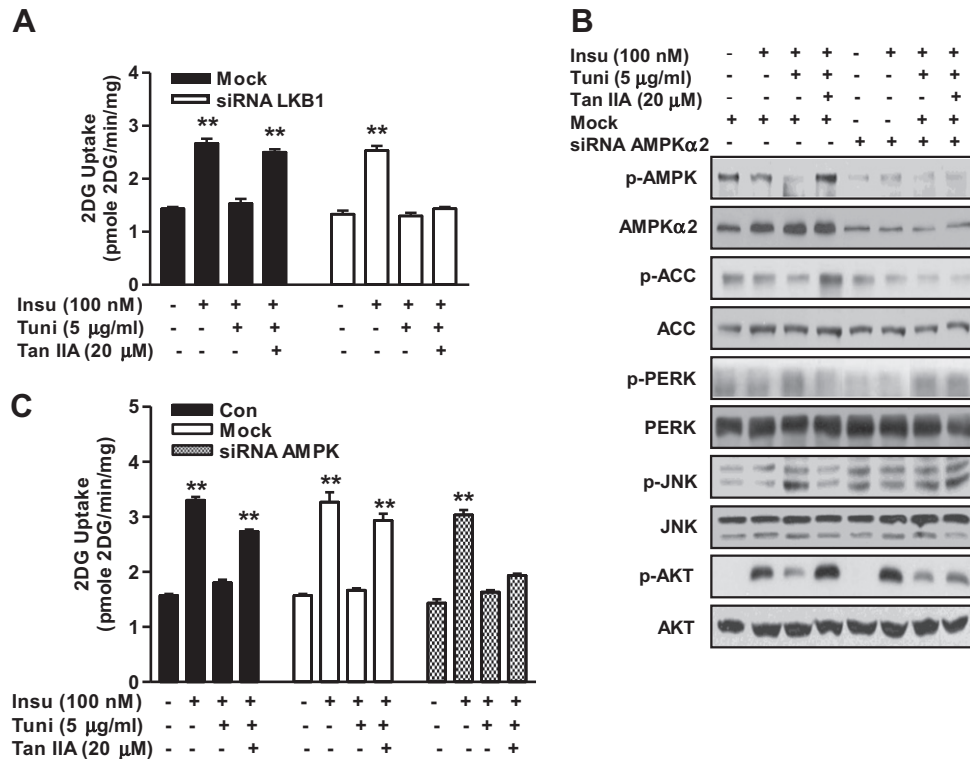 A
Mock
siRNA LKB1
2DG Uptake
(pmole 2DG/min/mg)
5
4
3
2
1
0
** ** **
Insu (100 nM) - + + + - + + +
Tuni (5 μg/ml) - - + + - - + +
Tan IIA (20 μM) - - - + - - - +
B
Insu (100 nM) - + + + - + + +
Tuni (5 μg/ml) - - + + - - + +
Tan IIA (20 μM) - - - + - - - +
Mock + + + + - - + +
siRNA AMPKα2 - - - - + + + +
p-AMPK
AMPKα2
p-ACC
ACC
p-PERK
PERK
p-JNK
JNK
p-AKT
AKT
C
Con
Mock
siRNA AMPK
2DG Uptake
(pmole 2DG/min/mg)
5
4
3
2
1
0
** ** ** ** **
Insu (100 nM) - + + + - + + + - + + +
Tuni (5 μg/ml) - - + + - - + + - - + +
Tan IIA (20 μM) - - - + - - - + - - - +